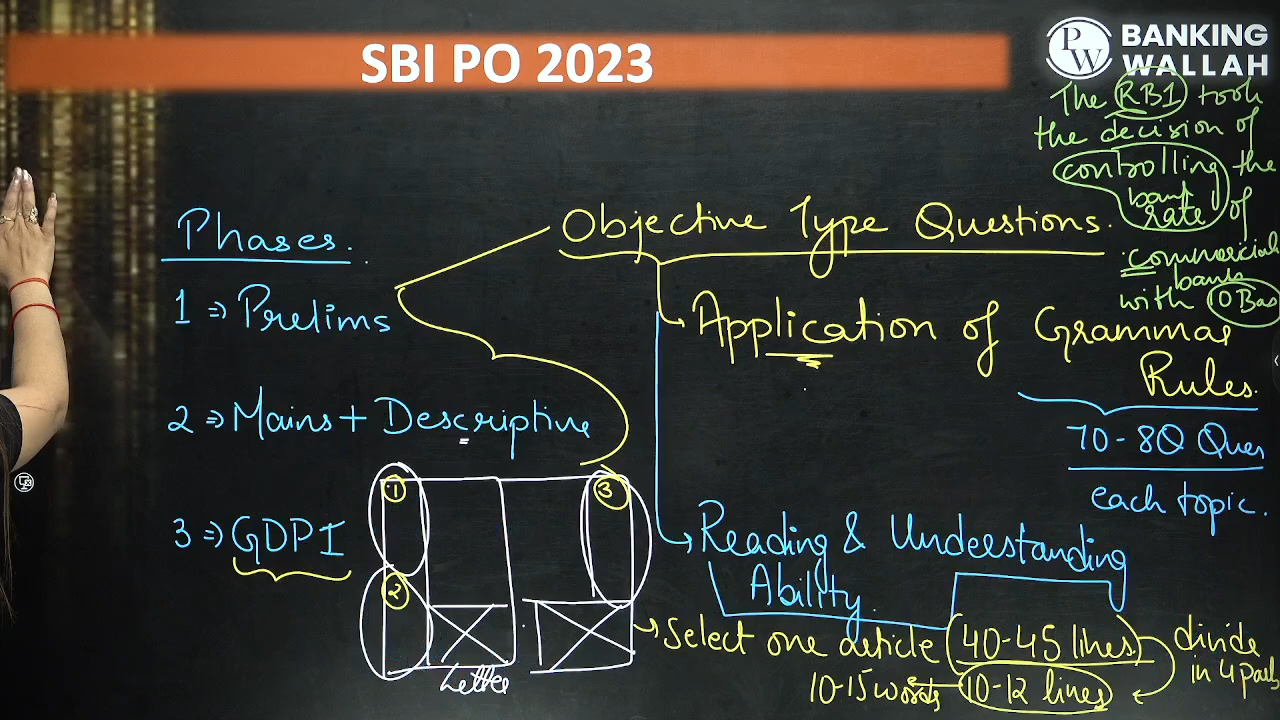 SBI PO 2023
PW
BANKING
WALLAH
The RBI took
the decision of
controlling the
bank
rate of
commercial
banks
with OBas
Phases.
1 ⇒ Prelims
2 ⇒ Mains + Descriptive
3 ⇒ GDPI
Objective Type Questions.
Application of Grammar
Rules.
70-80 Ques
each topic.
Reading & Understanding
Ability.
1
2
3
Letter
Select one article (40-45 lines)
divide
in 4 parts
10-15 words
10-12 lines